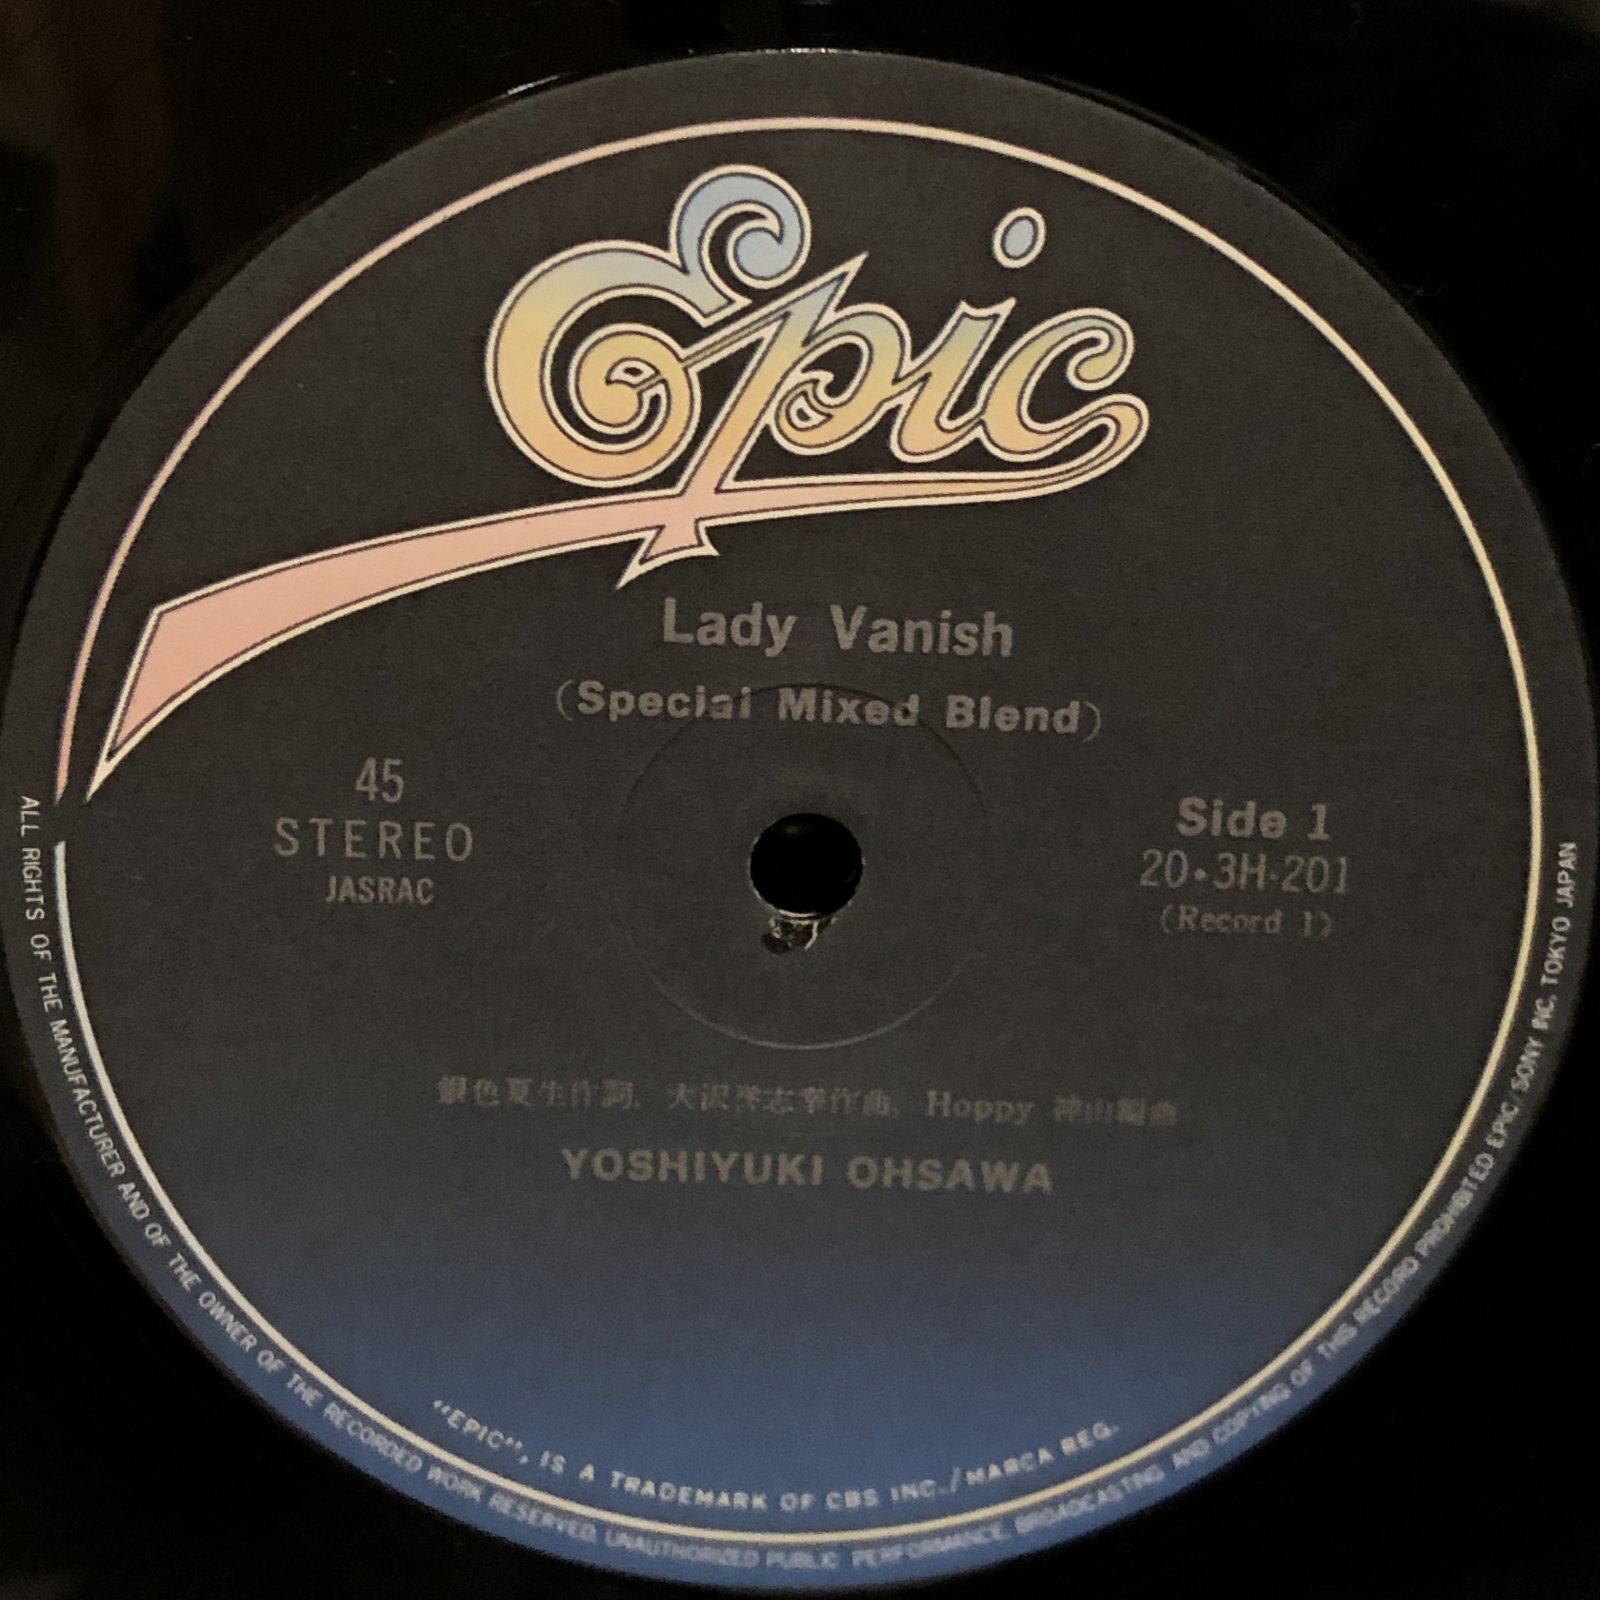 Epic
Lady Vanish
(Special Mixed Blend)
45
STEREO
JASRAC
Side 1
20・3H-201
(Record 1)
銀色夏生作詞、大沢誉志幸作曲、Hoppy 神山編曲
YOSHIYUKI OHSAWA
"EPIC", IS A TRADEMARK OF CBS INC./MARCA REG.
ALL RIGHTS OF THE MANUFACTURER AND OF THE OWNER OF THE RECORDED WORK RESERVED. UNAUTHORIZED PUBLIC PERFORMANCE, BROADCASTING AND COPYING OF THIS RECORD PROHIBITED EPIC/SONY INC, TOKYO JAPAN